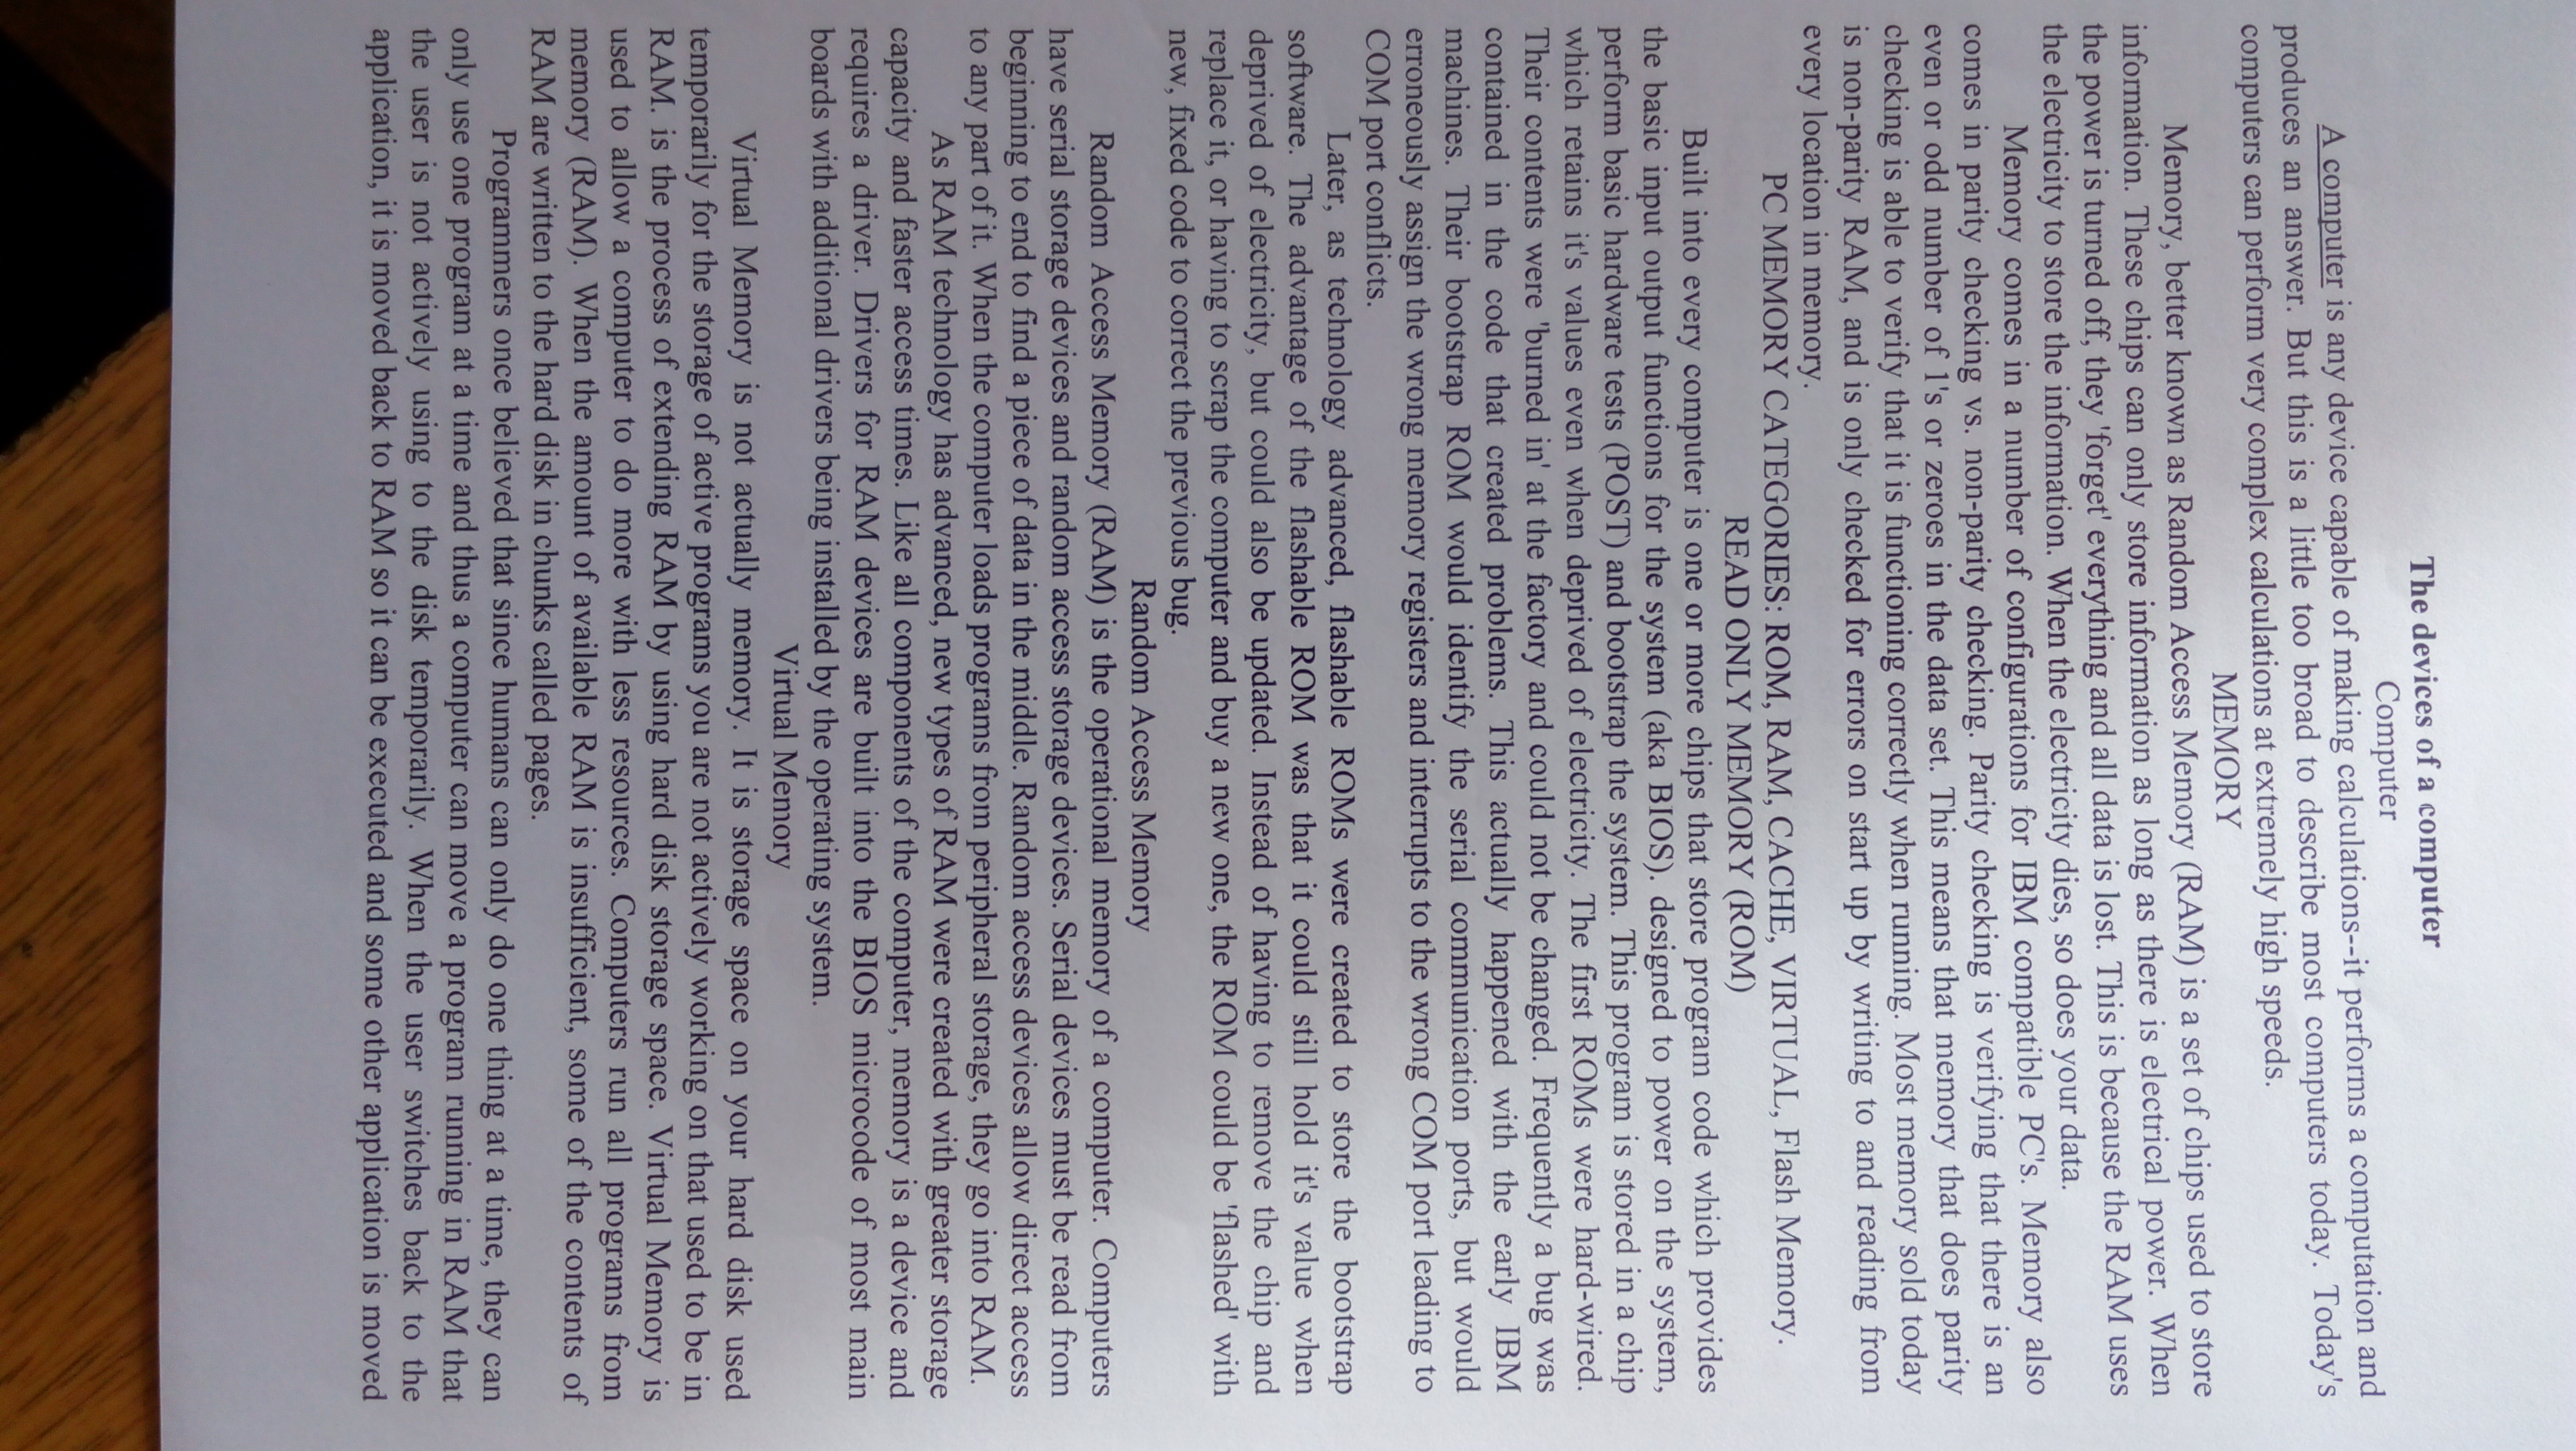 The devices of a computer
Computer
A computer is any device capable of making calculations--it performs a computation and
produces an answer. But this is a little too broad to describe most computers today. Today's
computers can perform very complex calculations at extremely high speeds.
MEMORY
Memory, better known as Random Access Memory (RAM) is a set of chips used to store
information. These chips can only store information as long as there is electrical power. When
the power is turned off, they 'forget' everything and all data is lost. This is because the RAM uses
the electricity to store the information. When the electricity dies, so does your data.
Memory comes in a number of configurations for IBM compatible PC's. Memory also
comes in parity checking vs. non-parity checking. Parity checking is verifying that there is an
even or odd number of 1's or zeroes in the data set. This means that memory that does parity
checking is able to verify that it is functioning correctly when running. Most memory sold today
is non-parity RAM, and is only checked for errors on start up by writing to and reading from
every location in memory.
PC MEMORY CATEGORIES: ROM, RAM, CACHE, VIRTUAL, Flash Memory.
READ ONLY MEMORY (ROM)
Built into every computer is one or more chips that store program code which provides
the basic input output functions for the system (aka BIOS). designed to power on the system,
perform basic hardware tests (POST) and bootstrap the system. This program is stored in a chip
which retains it's values even when deprived of electricity. The first ROMs were hard-wired.
Their contents were 'burned in' at the factory and could not be changed. Frequently a bug was
contained in the code that created problems. This actually happened with the early IBM
machines. Their bootstrap ROM would identify the serial communication ports, but would
erroneously assign the wrong memory registers and interrupts to the wrong COM port leading to
COM port conflicts.
Later, as technology advanced, flashable ROMs were created to store the bootstrap
software. The advantage of the flashable ROM was that it could still hold it's value when
deprived of electricity, but could also be updated. Instead of having to remove the chip and
replace it, or having to scrap the computer and buy a new one, the ROM could be 'flashed' with
new, fixed code to correct the previous bug.
Random Access Memory
Random Access Memory (RAM) is the operational memory of a computer. Computers
have serial storage devices and random access storage devices. Serial devices must be read from
beginning to end to find a piece of data in the middle. Random access devices allow direct access
to any part of it. When the computer loads programs from peripheral storage, they go into RAM.
As RAM technology has advanced, new types of RAM were created with greater storage
capacity and faster access times. Like all components of the computer, memory is a device and
requires a driver. Drivers for RAM devices are built into the BIOS microcode of most main
boards with additional drivers being installed by the operating system.
Virtual Memory
Virtual Memory is not actually memory. It is storage space on your hard disk used
temporarily for the storage of active programs you are not actively working on that used to be in
RAM. is the process of extending RAM by using hard disk storage space. Virtual Memory is
used to allow a computer to do more with less resources. Computers run all programs from
memory (RAM). When the amount of available RAM is insufficient, some of the contents of
RAM are written to the hard disk in chunks called pages.
Programmers once believed that since humans can only do one thing at a time, they can
only use one program at a time and thus a computer can move a program running in RAM that
the user is not actively using to the disk temporarily. When the user switches back to the
application, it is moved back to RAM so it can be executed and some other application is moved